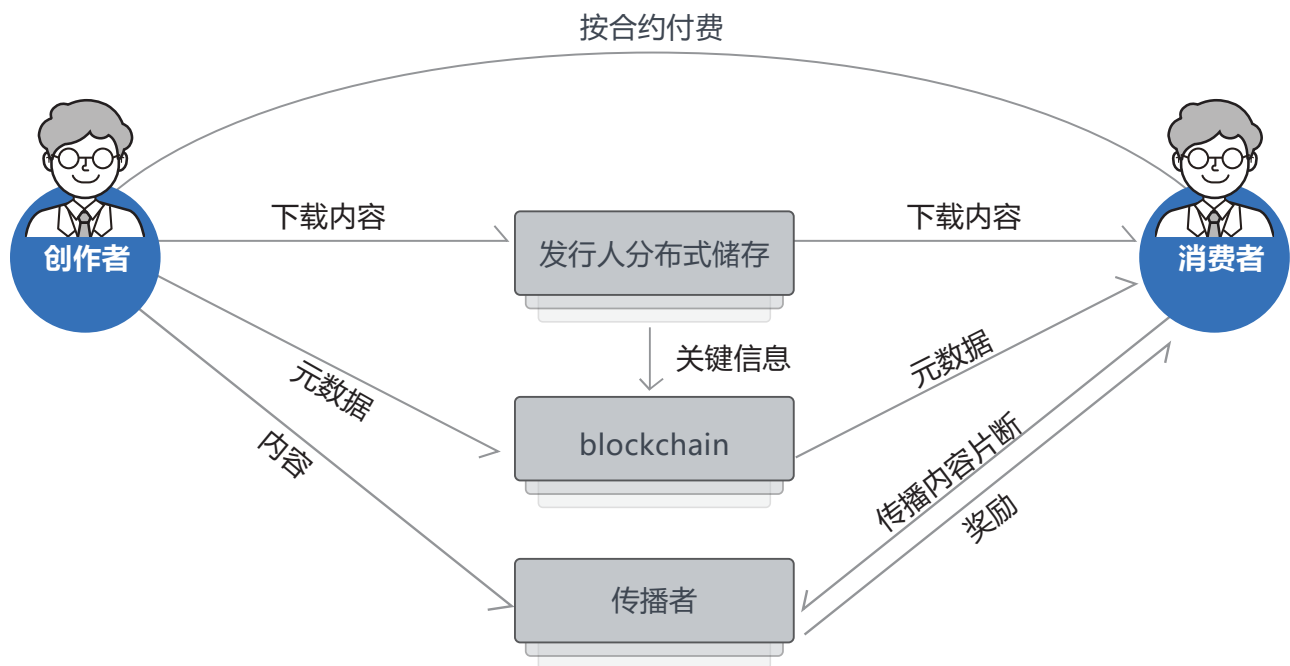 按合约付费
下载内容
下载内容
创作者
发行人分布式储存
消费者
关键信息
元数据
元数据
blockchain
内容
传播内容片断
奖励
传播者